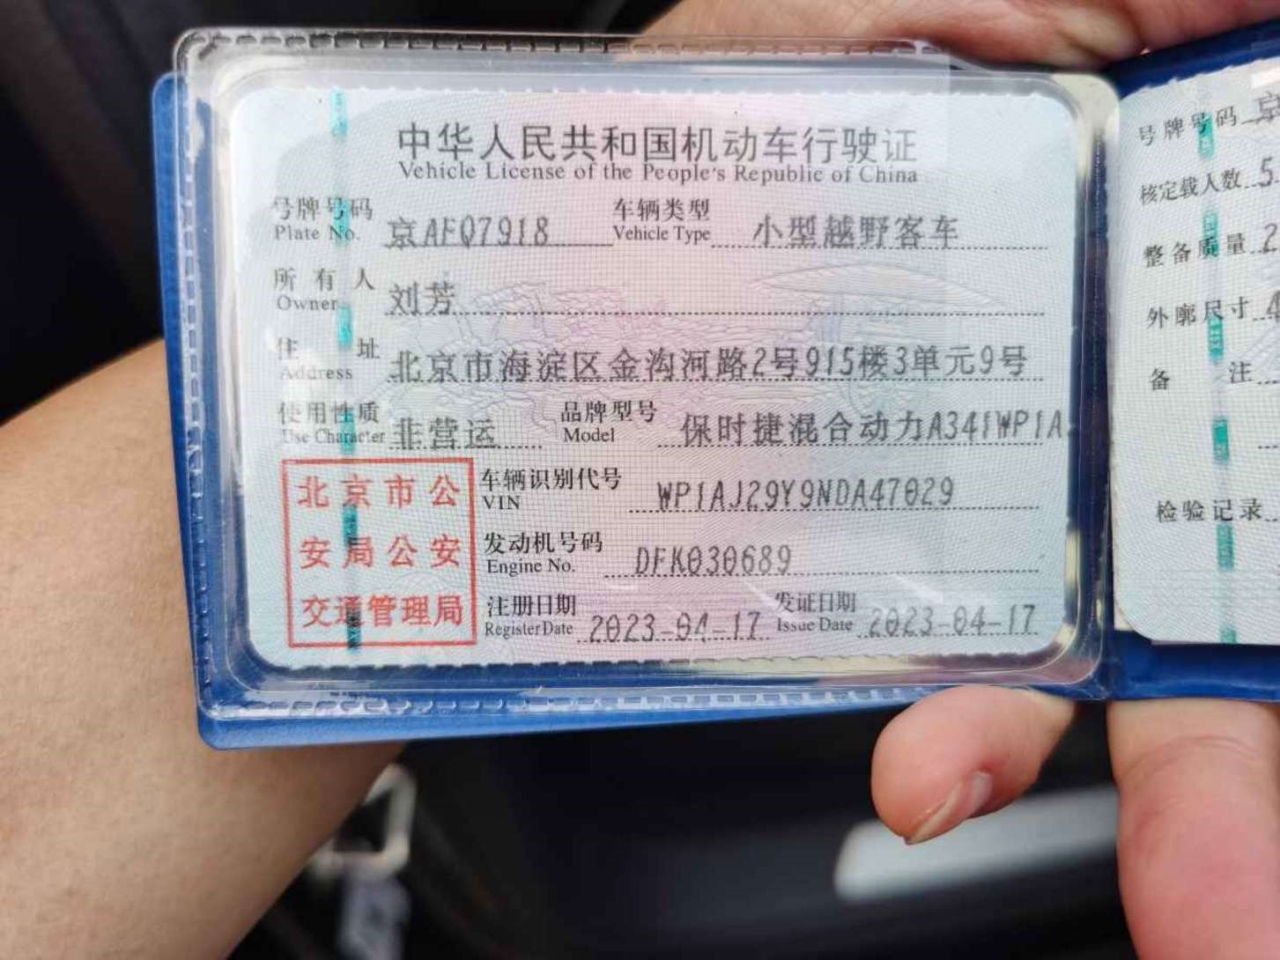 中华人民共和国机动车行驶证
Vehicle License of the People's Republic of China
号牌号码 京AFQ7918 车辆类型 小型越野客车
Plate No. Vehicle Type
所有人 刘芳
Owner
住址 北京市海淀区金沟河路2号915楼3单元9号
Address
使用性质 非营运 品牌型号 保时捷混合动力A341WP1A
Use Character Model
北京市公
安局公安
交通管理局
车辆识别代号 WP1AJ29Y9NDA47029
VIN
发动机号码 DFK030689
Engine No.
注册日期 2023-04-17 发证日期 2023-04-17
Register Date Issue Date
号牌号码 京
核定载人数 5
整备质量 2
外廓尺寸 4
备注
检验记录